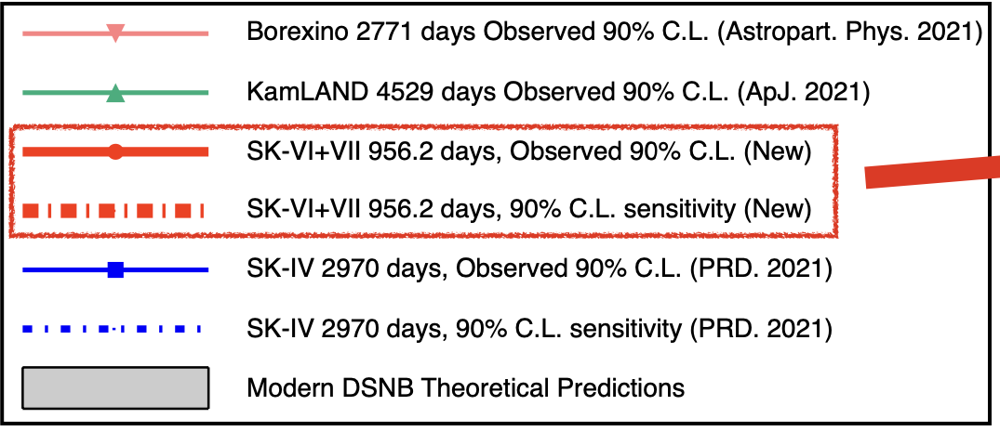 Borexino 2771 days Observed 90% C.L. (Astropart. Phys. 2021)
KamLAND 4529 days Observed 90% C.L. (ApJ. 2021)
SK-VI+VII 956.2 days, Observed 90% C.L. (New)
SK-VI+VII 956.2 days, 90% C.L. sensitivity (New)
SK-IV 2970 days, Observed 90% C.L. (PRD. 2021)
SK-IV 2970 days, 90% C.L. sensitivity (PRD. 2021)
Modern DSNB Theoretical Predictions